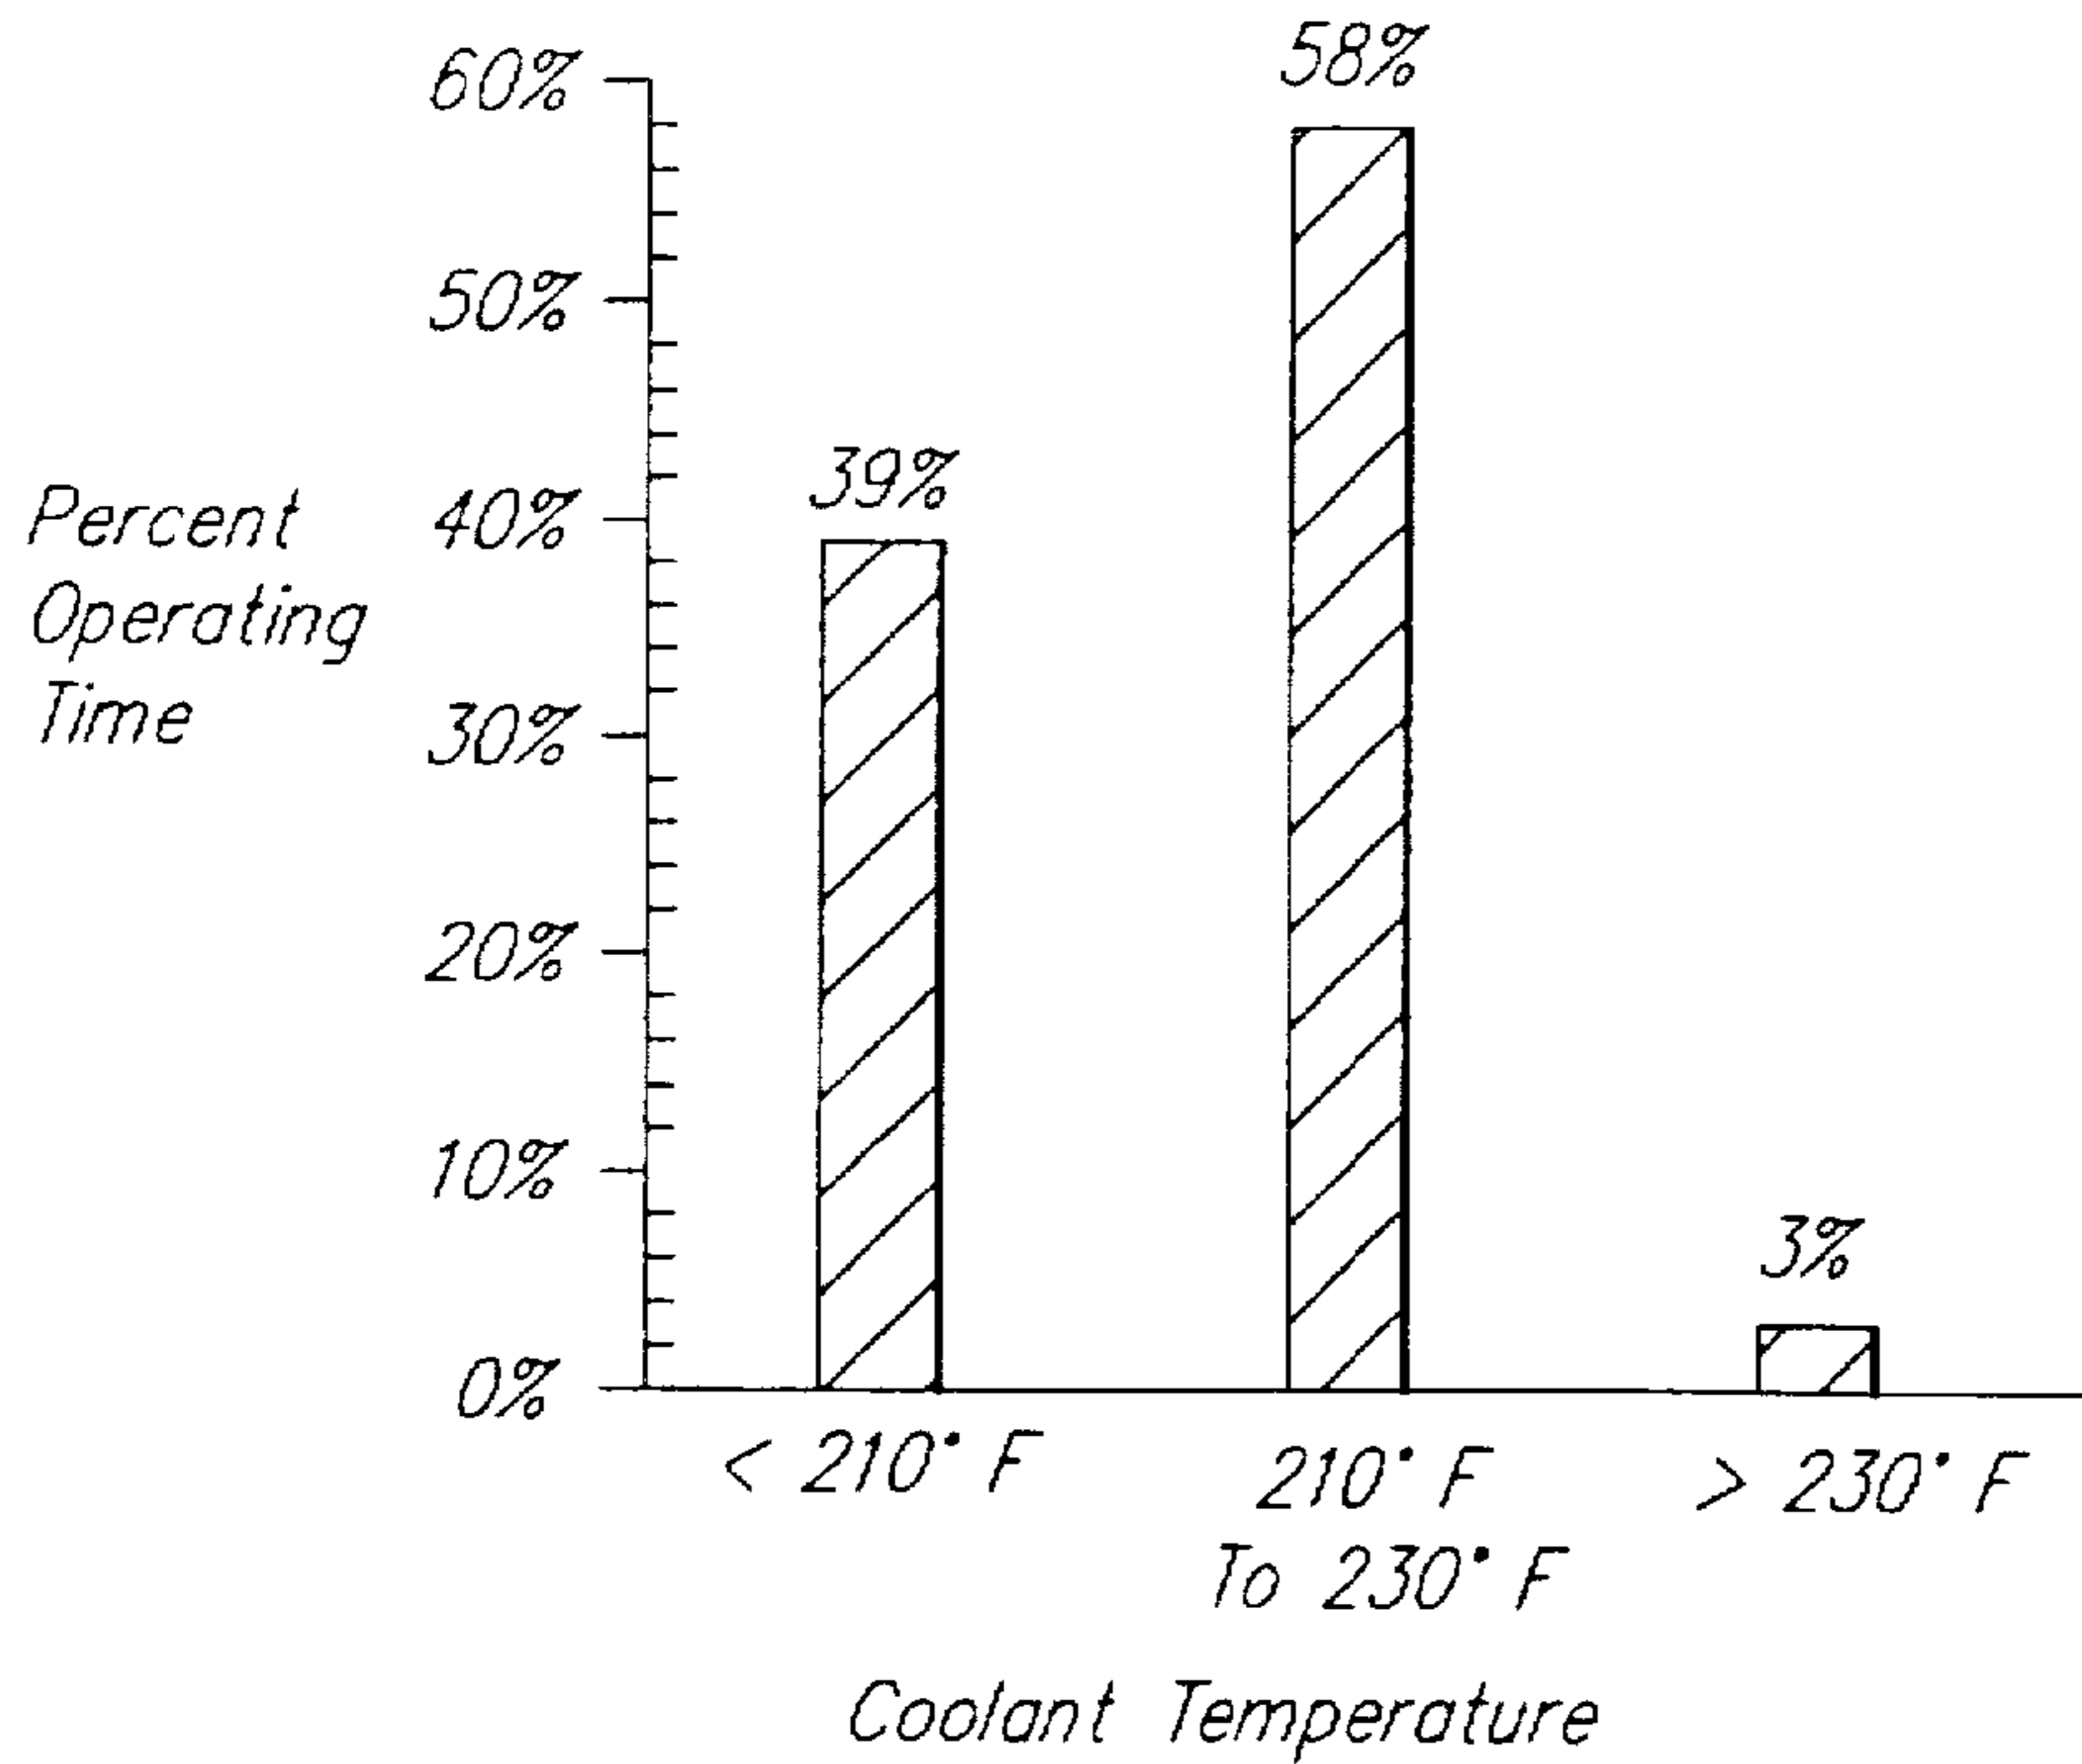 58%
60%
50%
39%
40%
Percent
Operating
Time
30%
20%
10%
3%
0%
< 210° F
210° F
To 230° F
> 230° F
Coolant Temperature